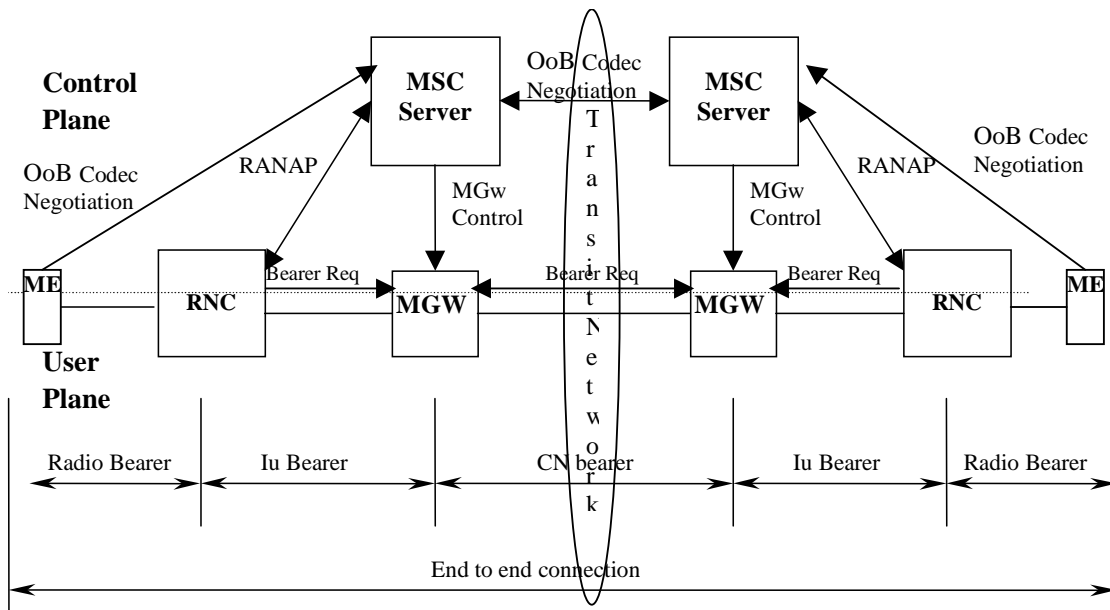 Control
Plane
OoB Codec
Negotiation
RANAP
MSC
Server
OoB Codec
Negotiation
MSC
Server
RANAP
OoB Codec
Negotiation
MGw
Control
MGw
Control
Transit Network
ME
RNC
Bearer Req
MGW
Bearer Req
MGW
Bearer Req
RNC
ME
User
Plane
Radio Bearer
Iu Bearer
CN bearer
Iu Bearer
Radio Bearer
End to end connection